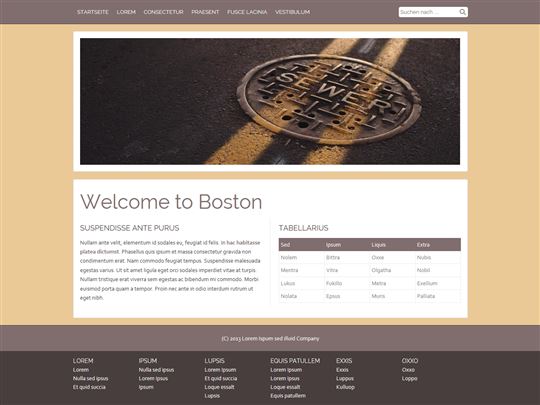 STARTSEITE LOREM CONSECTETUR PRAESENT FUSCE LACINIA VESTIBULUM Suchen nach ...
SEWER
Welcome to Boston
SUSPENDISSE ANTE PURUS
Nullam ante velit, elementum id sodales eu, feugiat id felis. In hac habitasse
platea dictumst. Phasellus quis ipsum et massa consectetur gravida non
condimentum erat. Nam commodo feugiat tempus. Suspendisse malesuada
egestas varius. Ut sit amet ligula eget orci sodales imperdiet vitae at turpis.
Nullam tristique erat viverra sem egestas ac bibendum mi commodo. Morbi
euismod porta quam a tempor. Proin nec ante in odio interdum rutrum ut
eget nibh.
TABELLARIUS
Sed Ipsum Liquis Extra
Nolem Bittra Oxxe Nubis
Mentra Vitra Olgatha Nobil
Lukus Fokillo Metra Exellium
Nolata Epsus Muris Palliata
(C) 2013 Lorem Ispum sed illuid Company
LOREM IPSUM LUPSIS EQUIS PATULLEM EXXIS OXXO
Lorem Nulla sed ipsus Lorem Ipsum Lorem Ipsum Exxis Oxxo
Nulla sed ipsus Lorem Ipsus Et quid succia Lorem Ipsus Luppus Loppo
Et quid succia Ipsum Loque essalt Loque essalt Kulluop
Lupsis Equis patullem